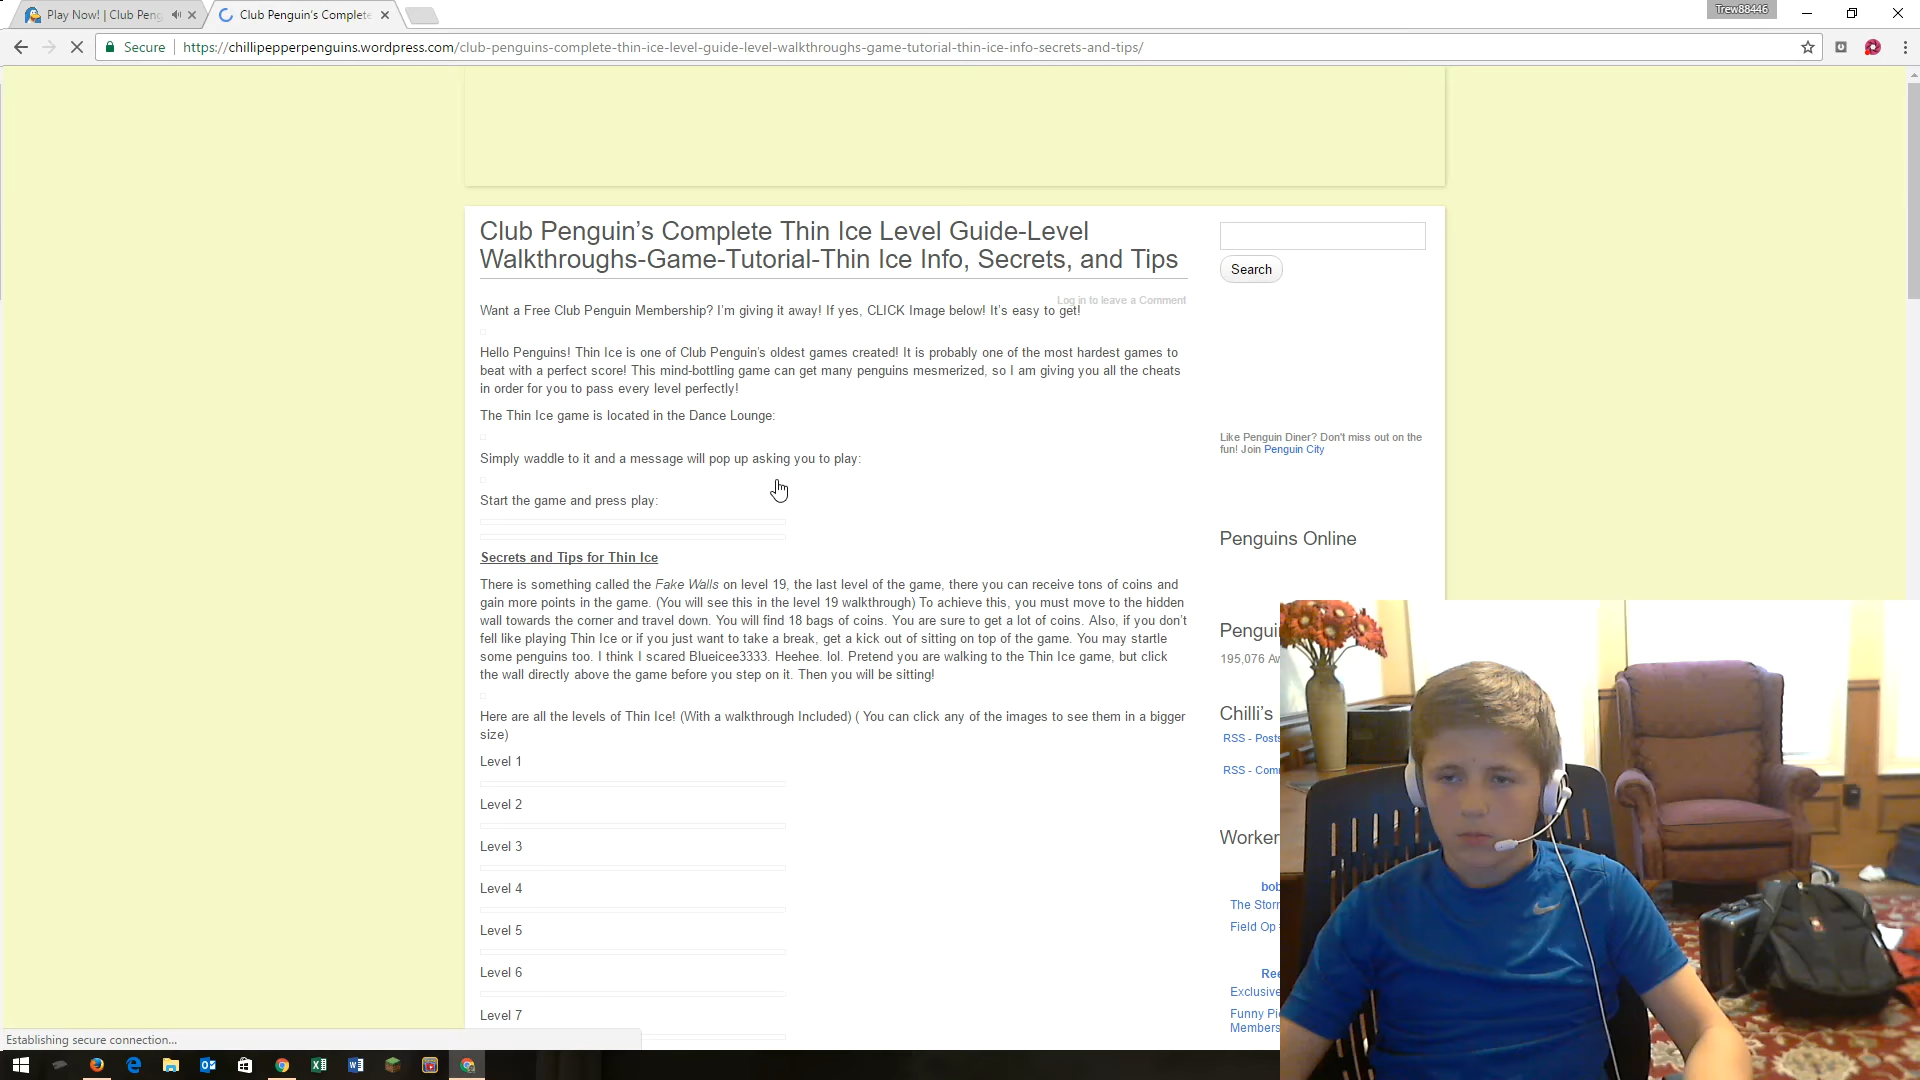 Play Now! | Club Peng
Club Penguin's Complete
Trew88446
Secure
https://chillipepperpenguins.wordpress.com/club-penguins-complete-thin-ice-level-guide-level-walkthroughs-game-tutorial-thin-ice-info-secrets-and-tips/
Club Penguin's Complete Thin Ice Level Guide-Level
Walkthroughs-Game-Tutorial-Thin Ice Info, Secrets, and Tips
Log in to leave a Comment
Want a Free Club Penguin Membership? I'm giving it away! If yes, CLICK Image below! It's easy to get!
Hello Penguins! Thin Ice is one of Club Penguin's oldest games created! It is probably one of the most hardest games to
beat with a perfect score! This mind-bottling game can get many penguins mesmerized, so I am giving you all the cheats
in order for you to pass every level perfectly!
The Thin Ice game is located in the Dance Lounge:
Simply waddle to it and a message will pop up asking you to play:
Start the game and press play:
Secrets and Tips for Thin Ice
There is something called the Fake Walls on level 19, the last level of the game, there you can receive tons of coins and
gain more points in the game. (You will see this in the level 19 walkthrough) To achieve this, you must move to the hidden
wall towards the corner and travel down. You will find 18 bags of coins. You are sure to get a lot of coins. Also, if you don't
fell like playing Thin Ice or if you just want to take a break, get a kick out of sitting on top of the game. You may startle
some penguins too. I think I scared Blueicee3333. Heehee. lol. Pretend you are walking to the Thin Ice game, but click
the wall directly above the game before you step on it. Then you will be sitting!
Here are all the levels of Thin Ice! (With a walkthrough Included) ( You can click any of the images to see them in a bigger
size)
Level 1
Level 2
Level 3
Level 4
Level 5
Level 6
Level 7
Search
Like Penguin Diner? Don't miss out on the
fun! Join Penguin City
Penguins Online
Pengui
195,076 Aw
Chilli's
RSS - Posts
RSS - Com
Worker
bob
The Stor
Field Op
Ree
Exclusive
Funny Pi
Members
Establishing secure connection...